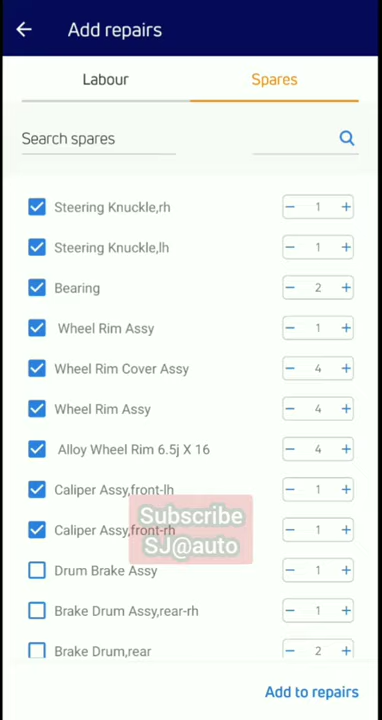 Add repairs
Labour Spares
Search spares
Steering Knuckle,rh − 1 +
Steering Knuckle,lh − 1 +
Bearing − 2 +
Wheel Rim Assy − 1 +
Wheel Rim Cover Assy − 4 +
Wheel Rim Assy − 4 +
Alloy Wheel Rim 6.5j X 16 − 4 +
Caliper Assy,front-lh − 1 +
Subscribe
Caliper Assy,front-rh − 1 +
SJ@auto
Drum Brake Assy − 1 +
Brake Drum Assy,rear-rh − 1 +
Brake Drum,rear − 2 +
Add to repairs